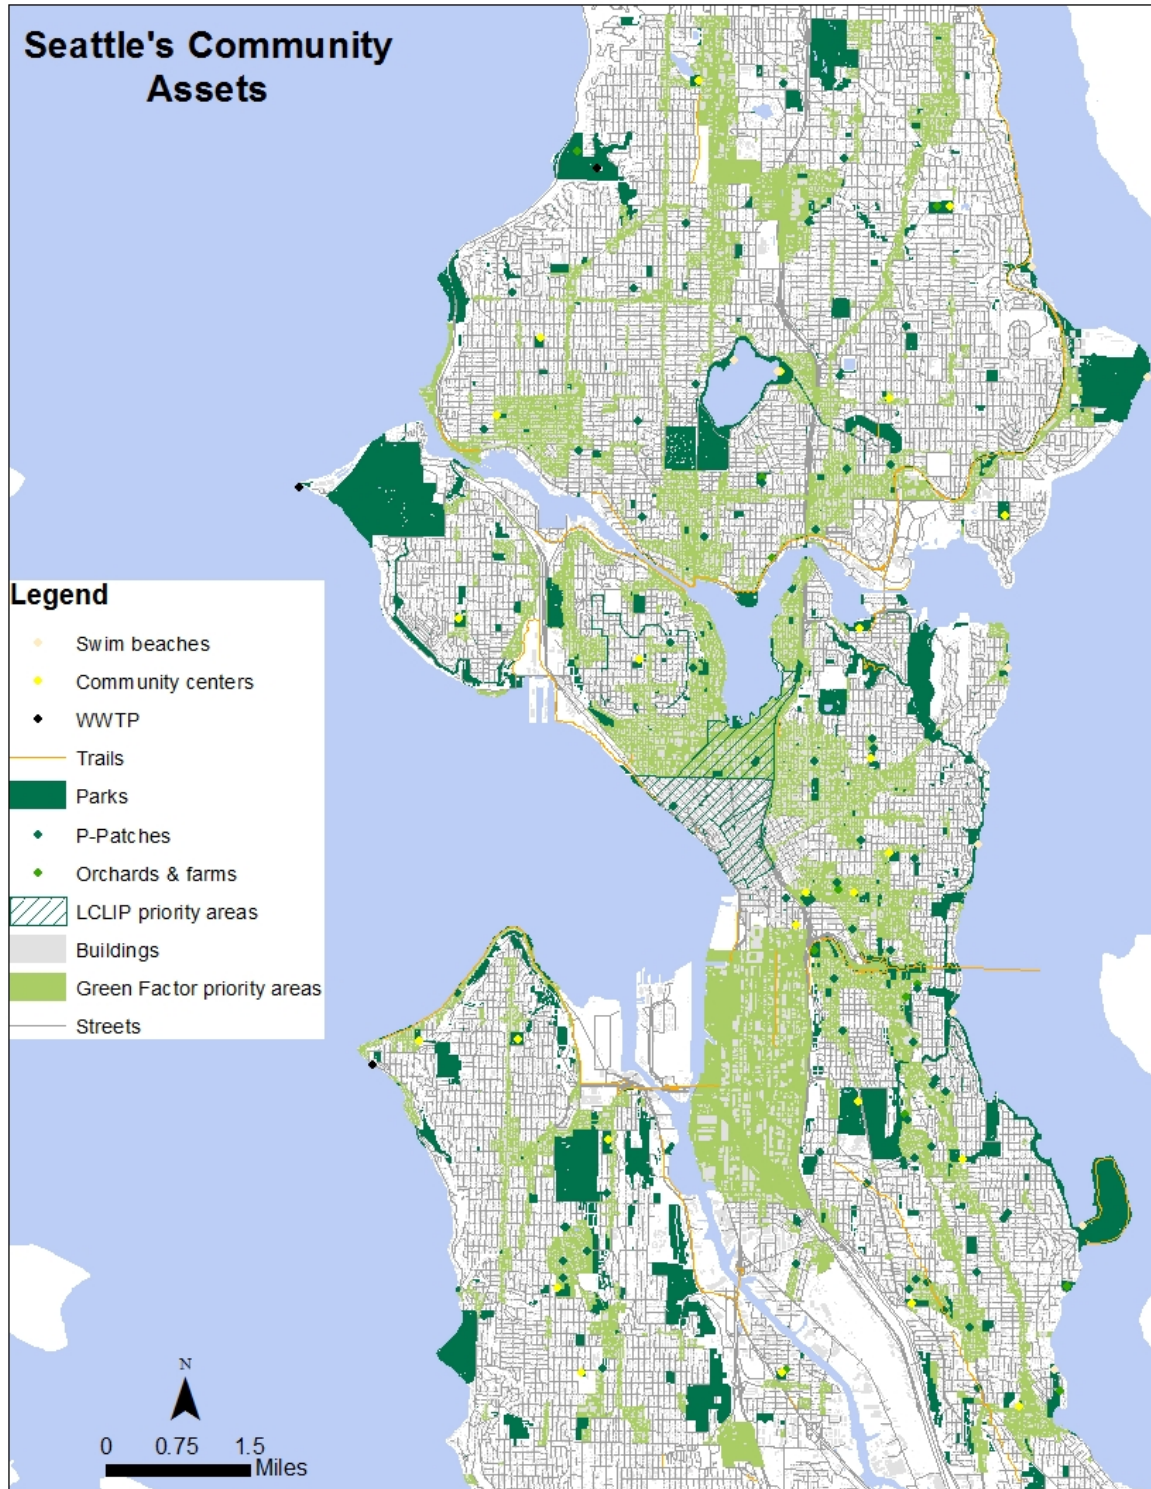 Seattle's Community
Assets
Legend
Swim beaches
Community centers
WWTP
Trails
Parks
P-Patches
Orchards & farms
LCLIP priority areas
Buildings
Green Factor priority areas
Streets
N
0 0.75 1.5
Miles